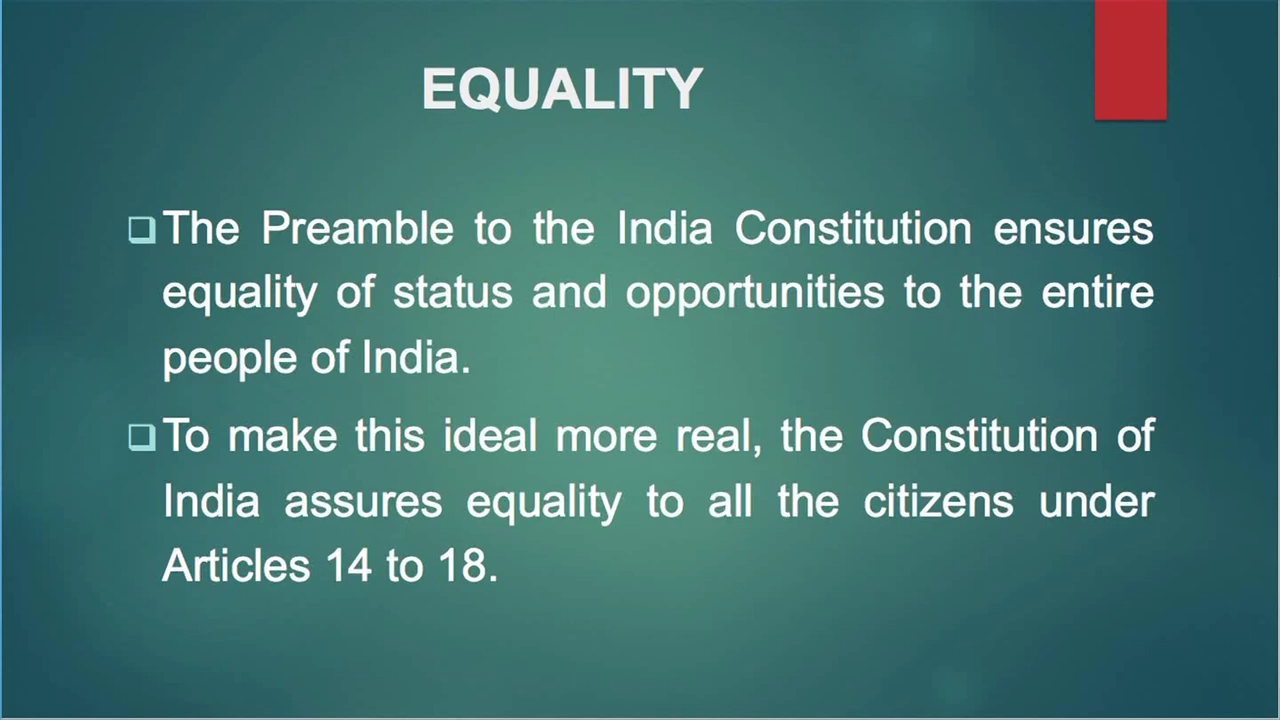 EQUALITY
The Preamble to the India Constitution ensures
equality of status and opportunities to the entire
people of India.
To make this ideal more real, the Constitution of
India assures equality to all the citizens under
Articles 14 to 18.